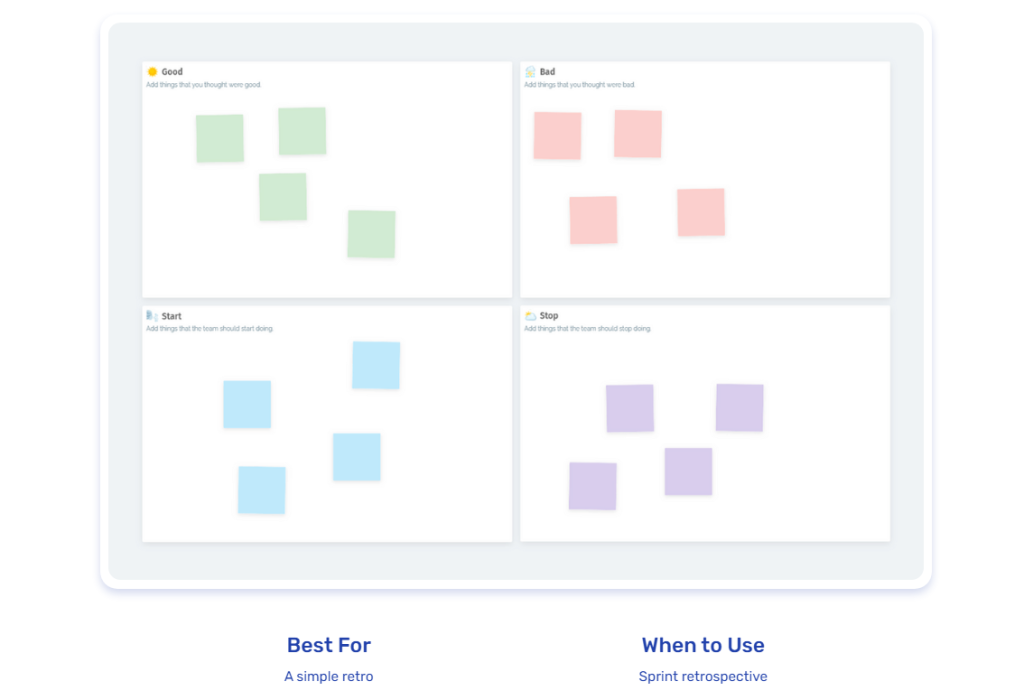 Good
Add things that you thought were good.
Bad
Add things that you thought were bad.
Start
Add things that the team should start doing.
Stop
Add things that the team should stop doing.
Best For
When to Use
A simple retro
Sprint retrospective